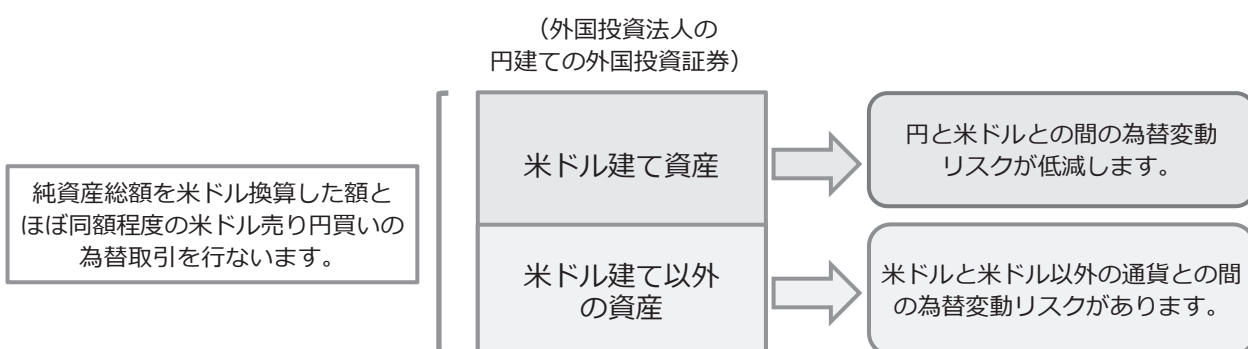 （外国投資法人の
円建ての外国投資証券）
純資産総額を米ドル換算した額と
ほぼ同額程度の米ドル売り円買いの
為替取引を行ないます。
米ドル建て資産
円と米ドルとの間の為替変動
リスクが低減します。
米ドル建て以外
の資産
米ドルと米ドル以外の通貨との間
の為替変動リスクがあります。